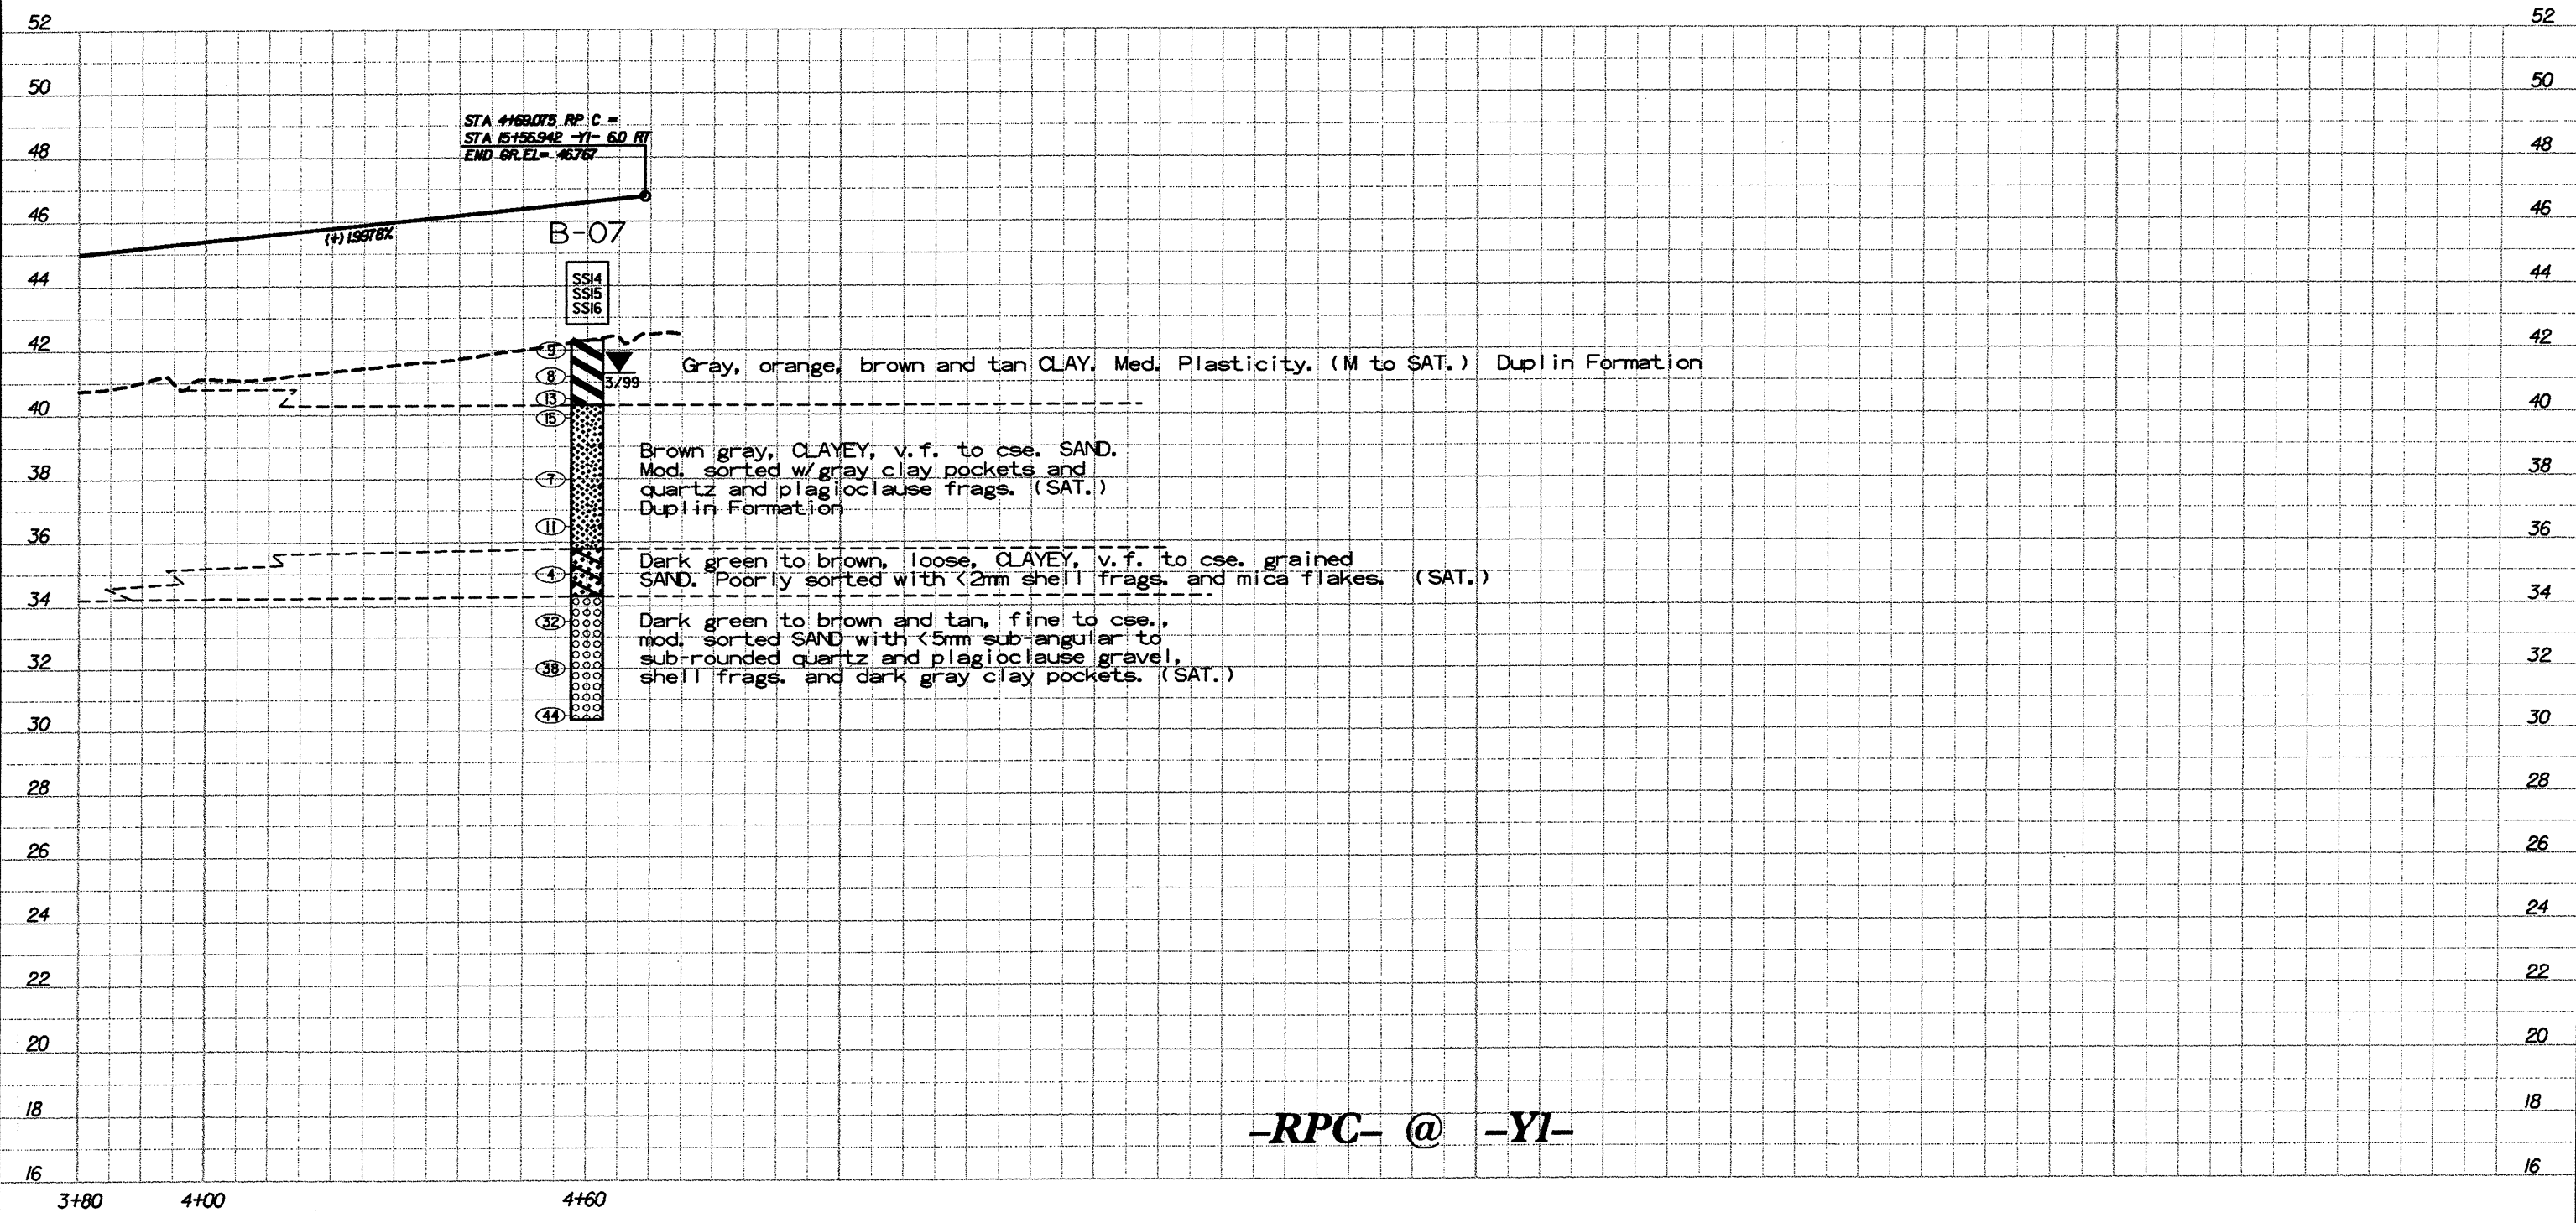 52 52
50 50
STA 4+69.075 RP C =
STA 15+56.942 -Y1- 6.0 RT
END GR.EL= 46.767
48 48
46 46
(+)1.9978%
B-07
44 44
SS14
SS15
SS16
42 42
9
Gray, orange, brown and tan CLAY. Med. Plasticity. (M to SAT.) Duplin Formation
8
3/99
13
40 40
15
Brown gray, CLAYEY, v.f. to cse. SAND.
Mod. sorted w/gray clay pockets and
38 38
7
quartz and plagioclause frags. (SAT.)
Duplin Formation
11
36 36
Dark green to brown, loose, CLAYEY, v.f. to cse. grained
4
SAND. Poorly sorted with <2mm shell frags. and mica flakes. (SAT.)
34 34
32
Dark green to brown and tan, fine to cse.,
mod. sorted SAND with <5mm sub-angular to
sub-rounded quartz and plagioclause gravel,
32 32
38
shell frags. and dark gray clay pockets. (SAT.)
44
30 30
28 28
26 26
24 24
22 22
20 20
18 18
-RPC- @ -Y1-
16 16
3+80 4+00 4+60